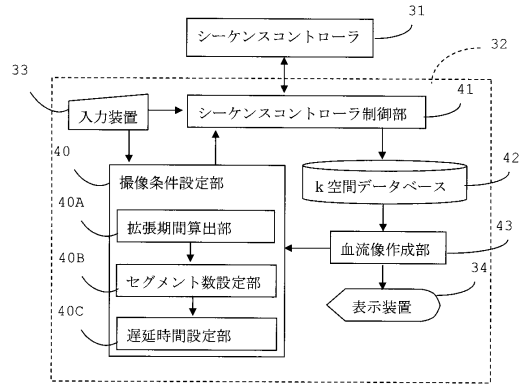 31
シーケンスコントローラ
32
33
入力装置
シーケンスコントローラ制御部
41
40
撮像条件設定部
k空間データベース
42
40A
拡張期間算出部
血流像作成部
43
40B
セグメント数設定部
34
表示装置
40C
遅延時間設定部